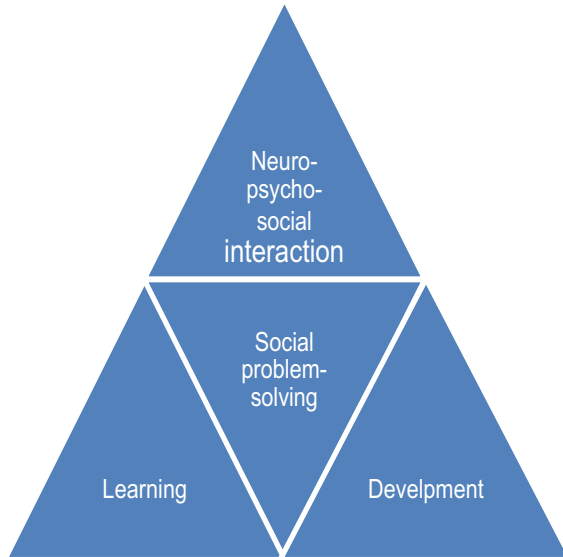 Neuro-
psycho-
social
interaction
Social
problem-
solving
Learning
Develpment